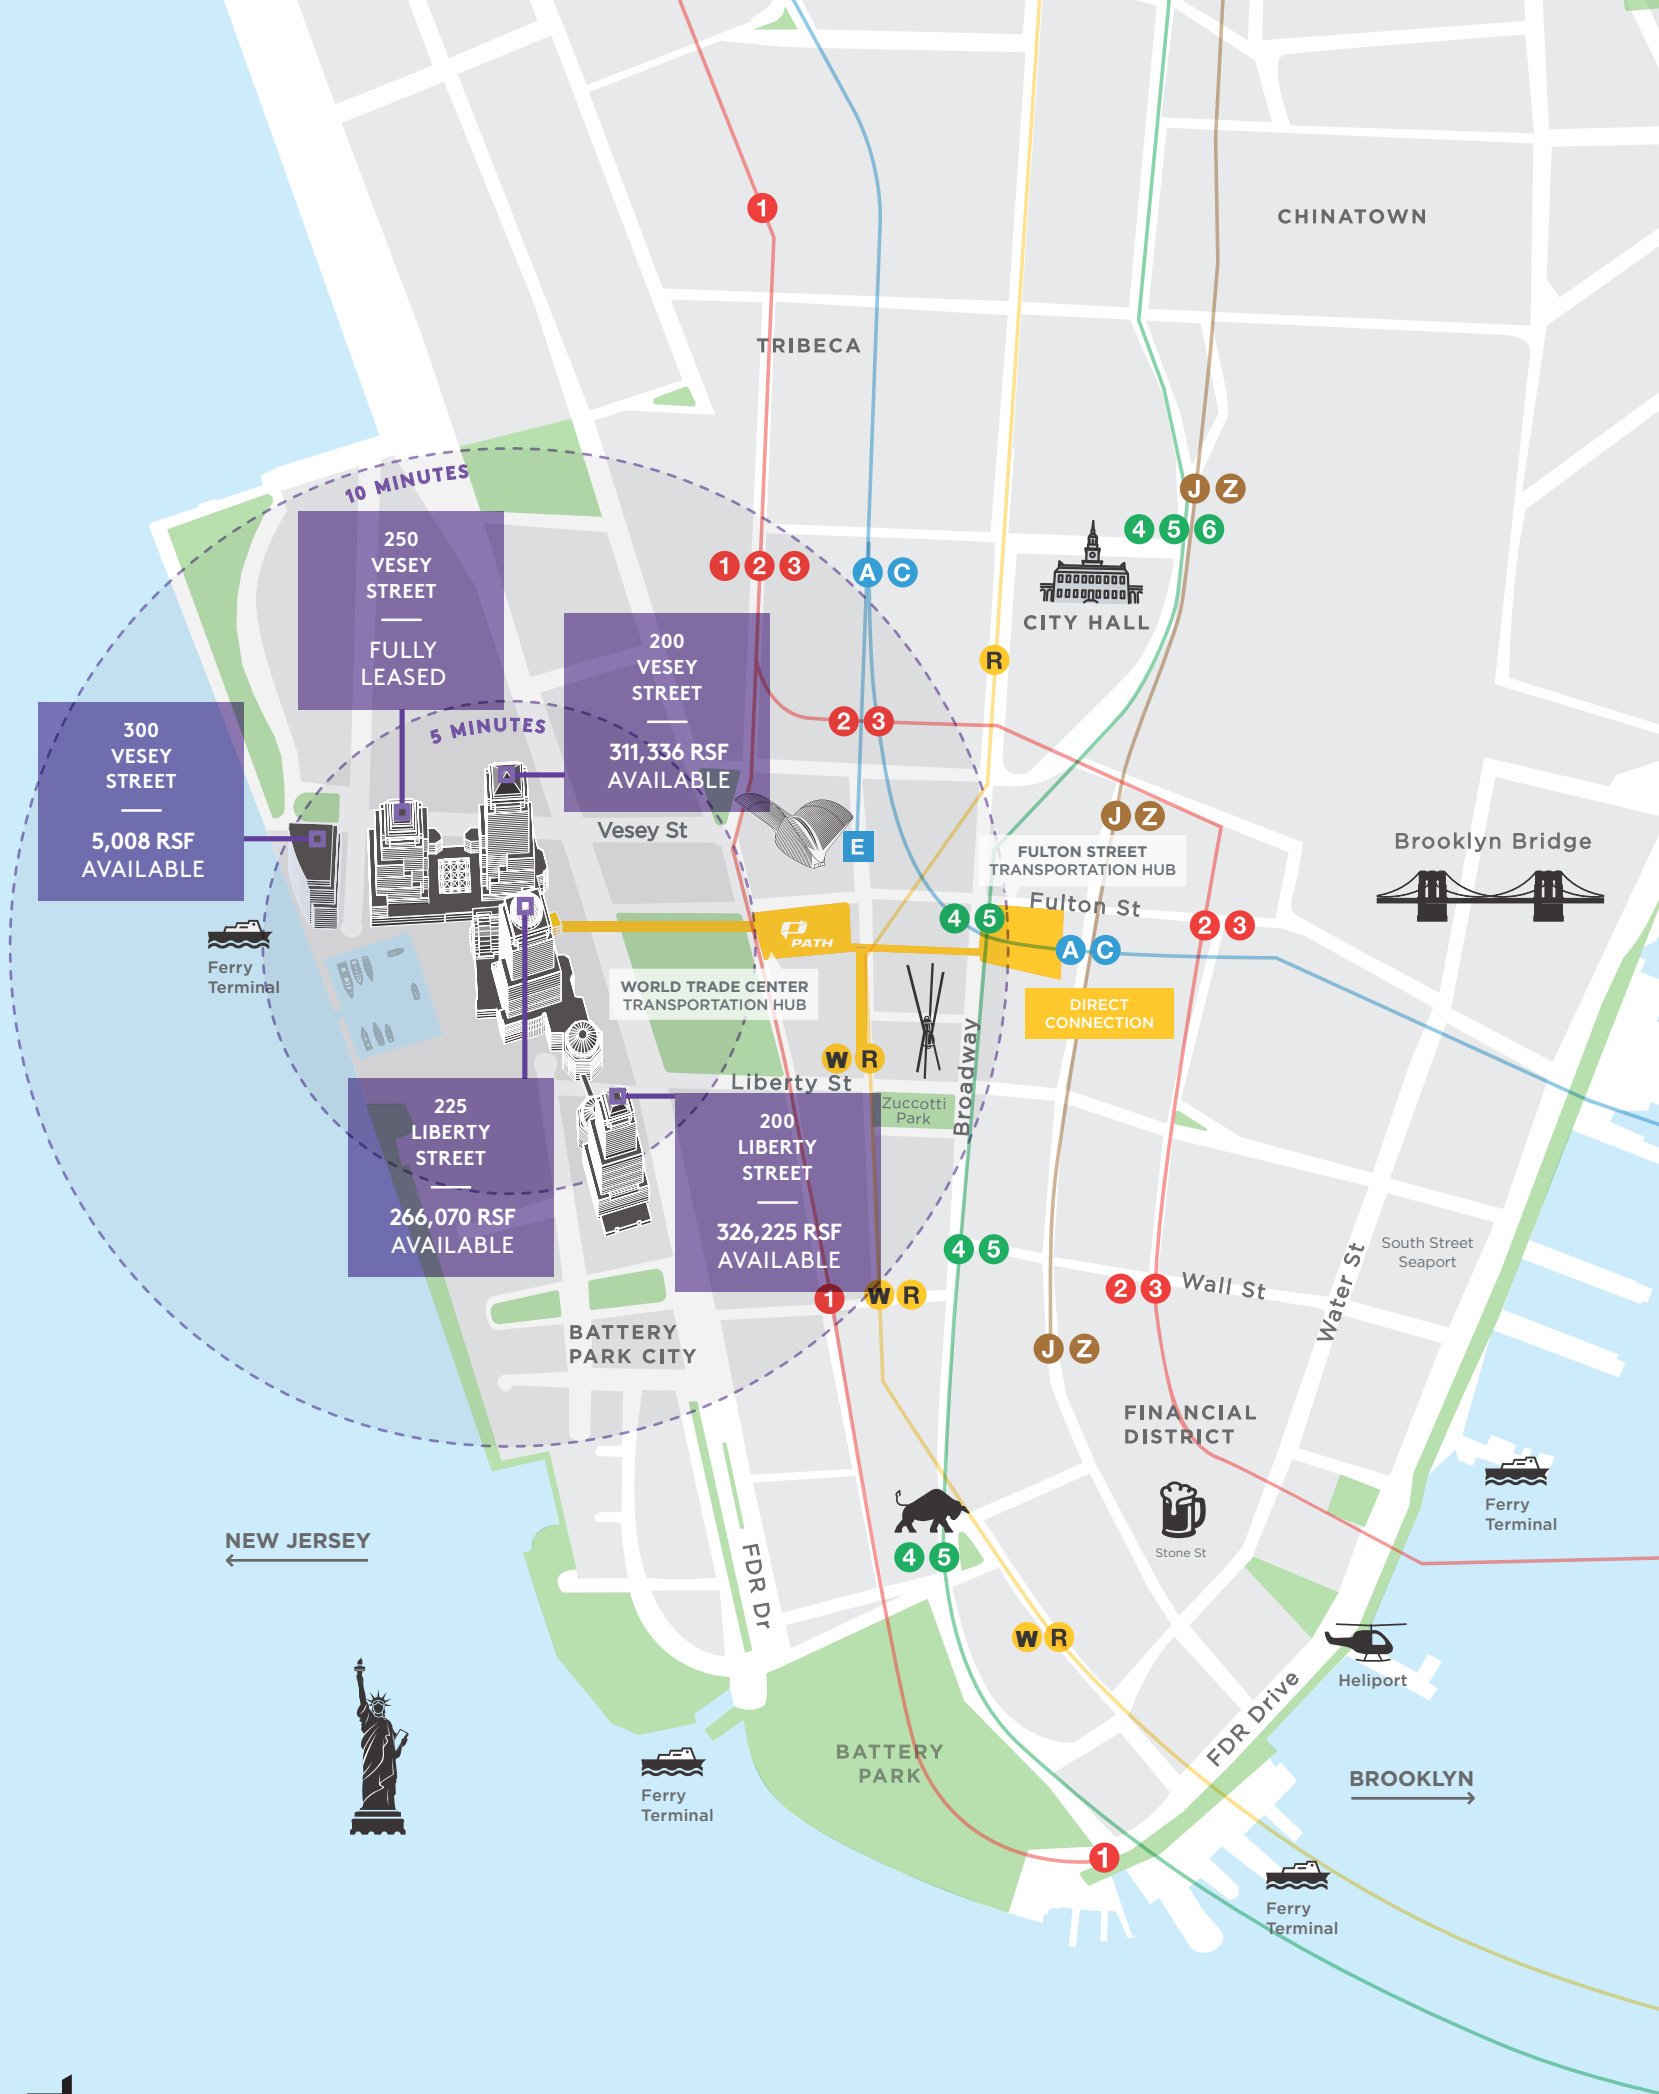 1
CHINATOWN
TRIBECA
10 MINUTES
J Z
4 5 6
250
VESEY
STREET
FULLY
LEASED
1 2 3
A C
CITY HALL
200
VESEY
STREET
311,336 RSF
AVAILABLE
R
5 MINUTES
300
VESEY
STREET
5,008 RSF
AVAILABLE
2 3
J Z
Vesey St
E
FULTON STREET
TRANSPORTATION HUB
Brooklyn Bridge
Fulton St
4 5
2 3
PATH
A C
Ferry
Terminal
WORLD TRADE CENTER
TRANSPORTATION HUB
DIRECT
CONNECTION
W R
Broadway
Liberty St
Zuccotti
Park
225
LIBERTY
STREET
266,070 RSF
AVAILABLE
200
LIBERTY
STREET
326,225 RSF
AVAILABLE
4 5
South Street
Seaport
Water St
2 3
Wall St
1
W R
BATTERY
PARK CITY
J Z
FINANCIAL
DISTRICT
Ferry
Terminal
Stone St
NEW JERSEY
4 5
FDR Dr
W R
Heliport
FDR Drive
BATTERY
PARK
BROOKLYN
Ferry
Terminal
1
Ferry
Terminal